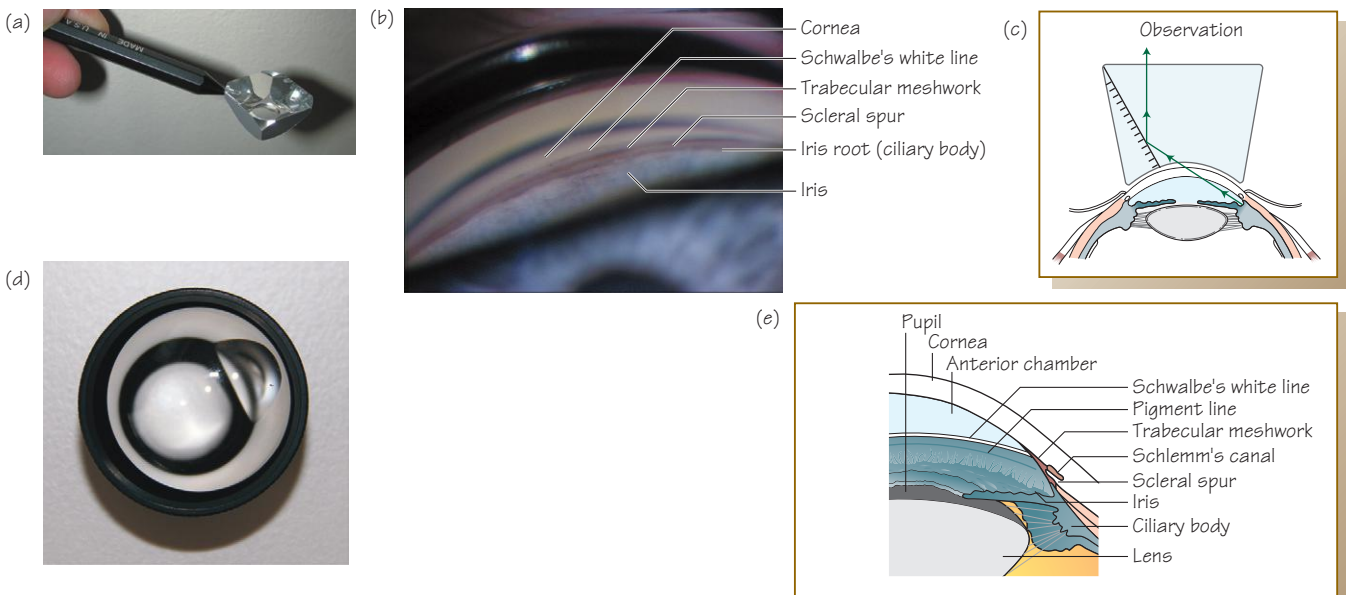 (a)
MADE IN U.S.A
(b)
Cornea
Schwalbe's white line
Trabecular meshwork
Scleral spur
Iris root (ciliary body)
Iris
(c)
Observation
(d)
(e)
Pupil
Cornea
Anterior chamber
Schwalbe's white line
Pigment line
Trabecular meshwork
Schlemm's canal
Scleral spur
Iris
Ciliary body
Lens